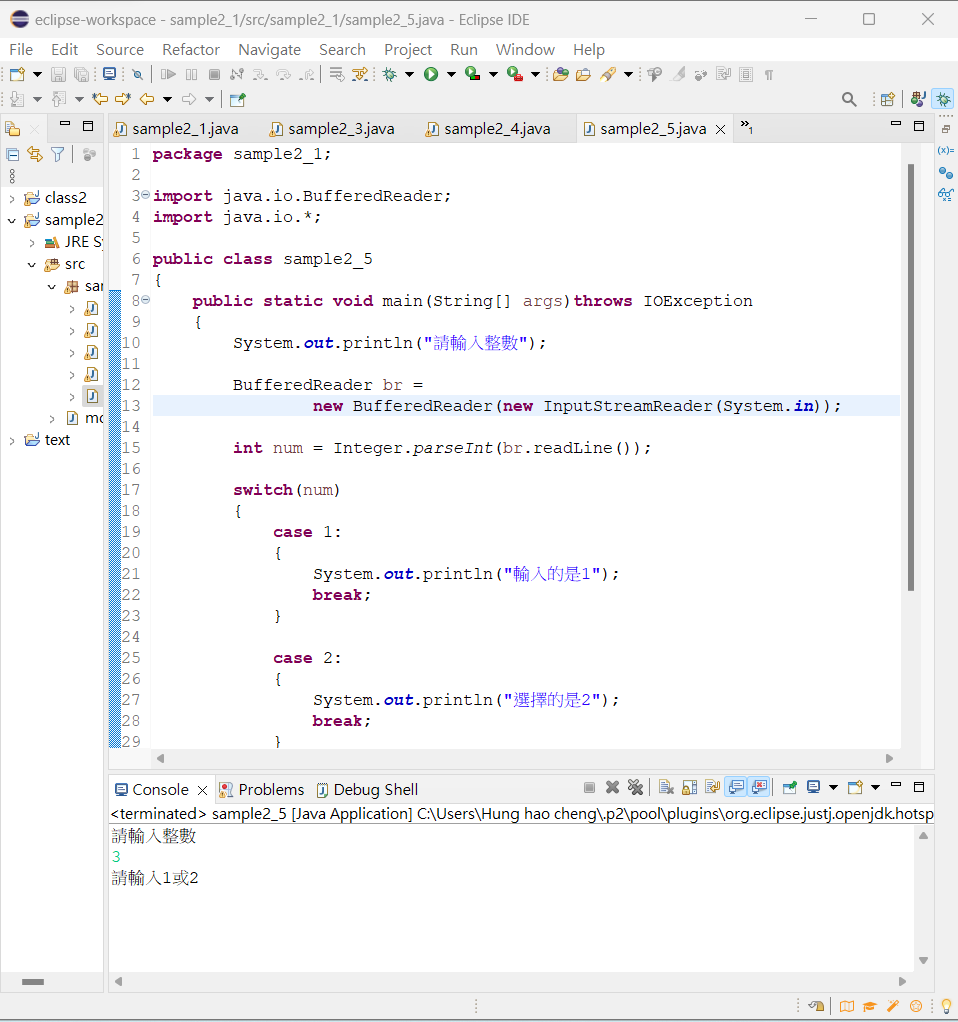 eclipse-workspace - sample2_1/src/sample2_1/sample2_5.java - Eclipse IDE
File Edit Source Refactor Navigate Search Project Run Window Help
sample2_1.java sample2_3.java sample2_4.java sample2_5.java »1
class2
sample2
JRE Sy
src
sar
mo
text
1 package sample2_1;
2
3 import java.io.BufferedReader;
4 import java.io.*;
5
6 public class sample2_5
7 {
8 public static void main(String[] args)throws IOException
9 {
10 System.out.println("請輸入整數");
11
12 BufferedReader br =
13 new BufferedReader(new InputStreamReader(System.in));
14
15 int num = Integer.parseInt(br.readLine());
16
17 switch(num)
18 {
19 case 1:
20 {
21 System.out.println("輸入的是1");
22 break;
23 }
24
25 case 2:
26 {
27 System.out.println("選擇的是2");
28 break;
29 }
Console Problems Debug Shell
<terminated> sample2_5 [Java Application] C:\Users\Hung hao cheng\.p2\pool\plugins\org.eclipse.justj.openjdk.hotsp
請輸入整數
3
請輸入1或2